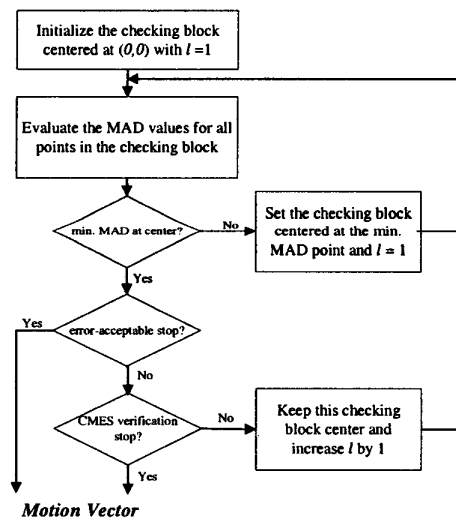 Initialize the checking block
centered at (0,0) with l =1
Evaluate the MAD values for all
points in the checking block
min. MAD at center?
No
Set the checking block
centered at the min.
MAD point and l = 1
Yes
Yes
error-acceptable stop?
No
CMES verification
stop?
No
Keep this checking
block center and
increase l by 1
Yes
Motion Vector